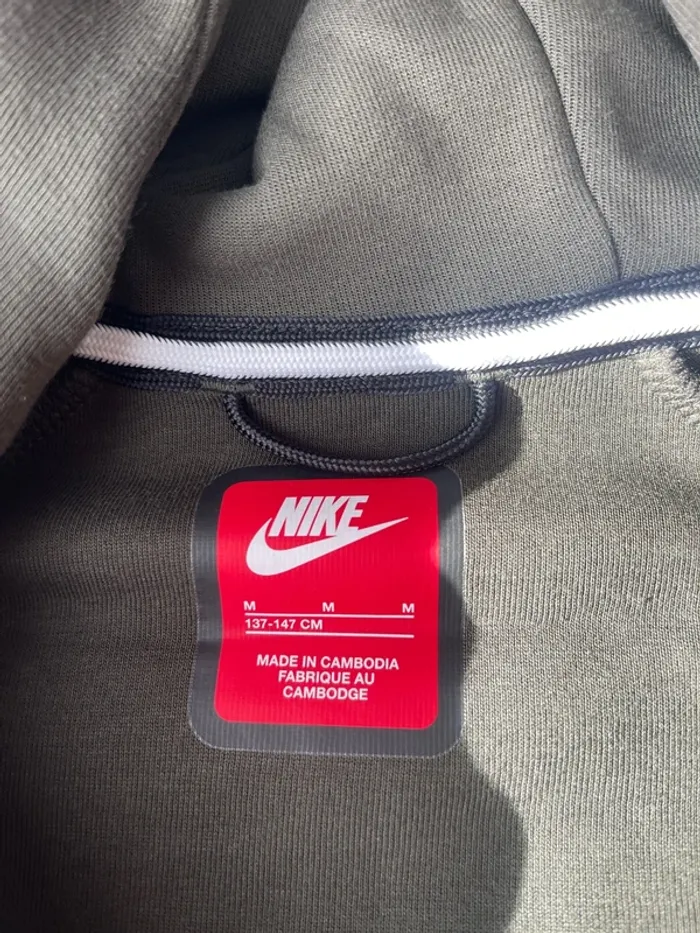 NIKE
M M M
137-147 CM
MADE IN CAMBODIA
FABRIQUE AU
CAMBODGE